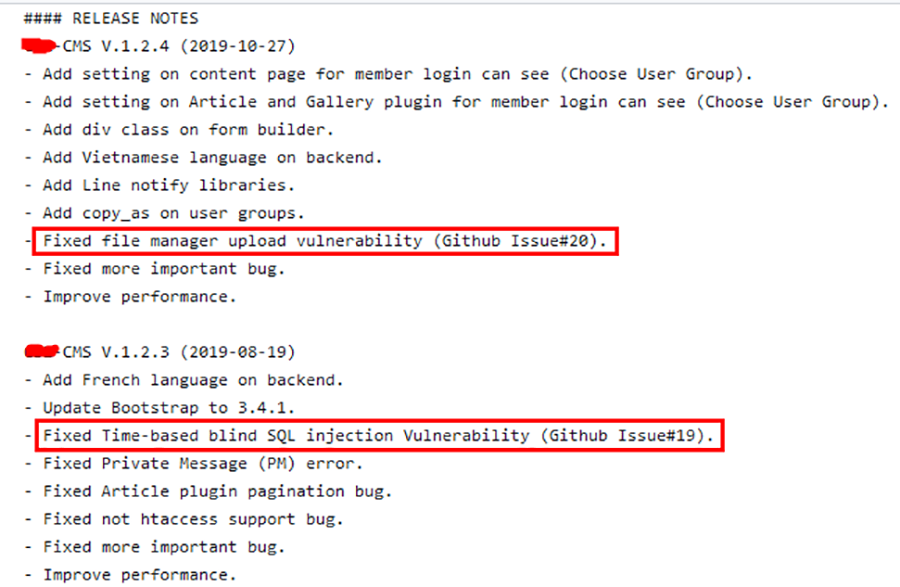 #### RELEASE NOTES
-CMS V.1.2.4 (2019-10-27)
- Add setting on content page for member login can see (Choose User Group).
- Add setting on Article and Gallery plugin for member login can see (Choose User Group).
- Add div class on form builder.
- Add Vietnamese language on backend.
- Add Line notify libraries.
- Add copy_as on user groups.
- Fixed file manager upload vulnerability (Github Issue#20).
- Fixed more important bug.
- Improve performance.
-CMS V.1.2.3 (2019-08-19)
- Add French language on backend.
- Update Bootstrap to 3.4.1.
- Fixed Time-based blind SQL injection Vulnerability (Github Issue#19).
- Fixed Private Message (PM) error.
- Fixed Article plugin pagination bug.
- Fixed not htaccess support bug.
- Fixed more important bug.
- Improve performance.